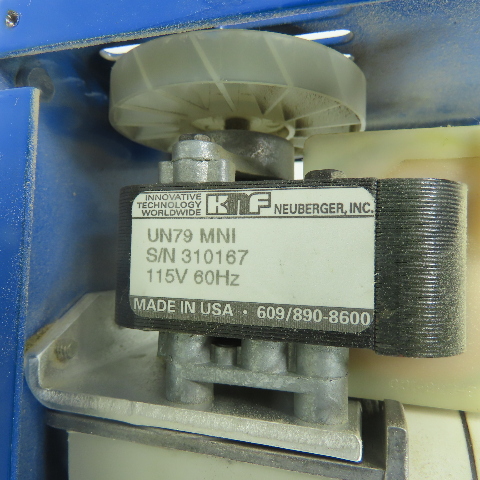 INNOVATIVE
TECHNOLOGY
WORLDWIDE
KNF NEUBERGER, INC.
UN79 MNI
S/N 310167
115V 60Hz
MADE IN USA • 609/890-8600